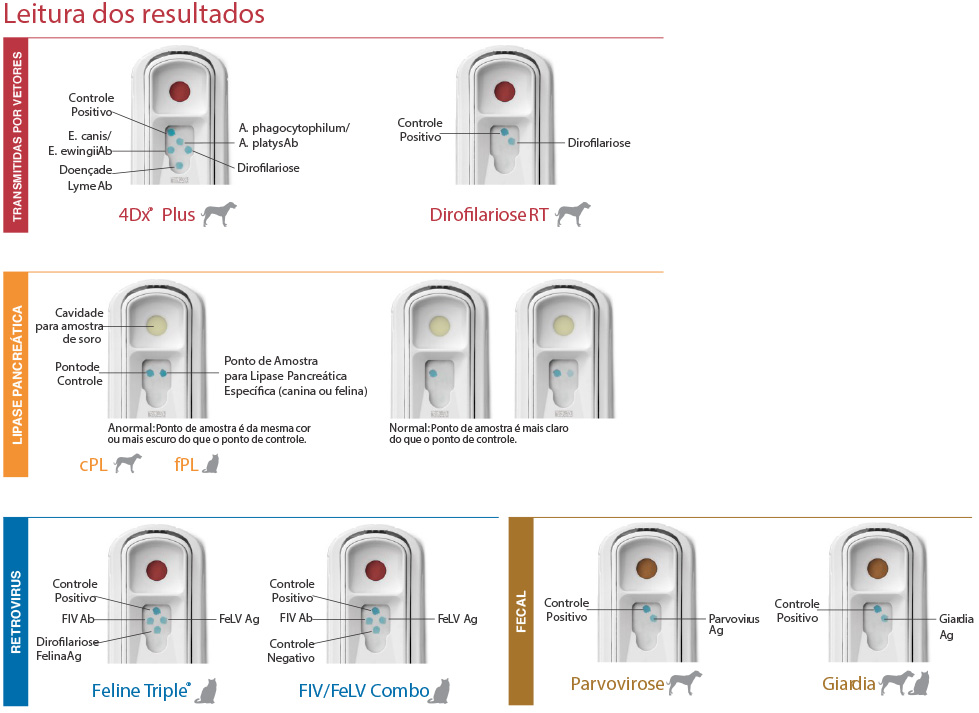 Leitura dos resultados
TRANSMITIDAS POR VETORES
Controle
Positivo
E. canis/
E. ewingiiAb
Doençade
Lyme Ab
A. phagocytophilum/
A. platysAb
Dirofilariose
4Dx® Plus
Controle
Positivo
Dirofilariose
Dirofilariose RT
LIPASE PANCREÁTICA
Cavidade
para amostra
de soro
Pontode
Controle
Ponto de Amostra
para Lipase Pancreática
Específica (canina ou felina)
Anormal:Ponto de amostra é da mesma cor
ou mais escuro do que o ponto de controle.
cPL
fPL
Normal:Ponto de amostra é mais claro
do que o ponto de controle.
RETROVIRUS
Controle
Positivo
FIV Ab
Dirofilariose
FelinaAg
FeLV Ag
Feline Triple®
Controle
Positivo
FIV Ab
Controle
Negativo
FeLV Ag
FIV/FeLV Combo
FECAL
Controle
Positivo
Parvovius
Ag
Parvovirose
Controle
Positivo
Giardia
Ag
Giardia